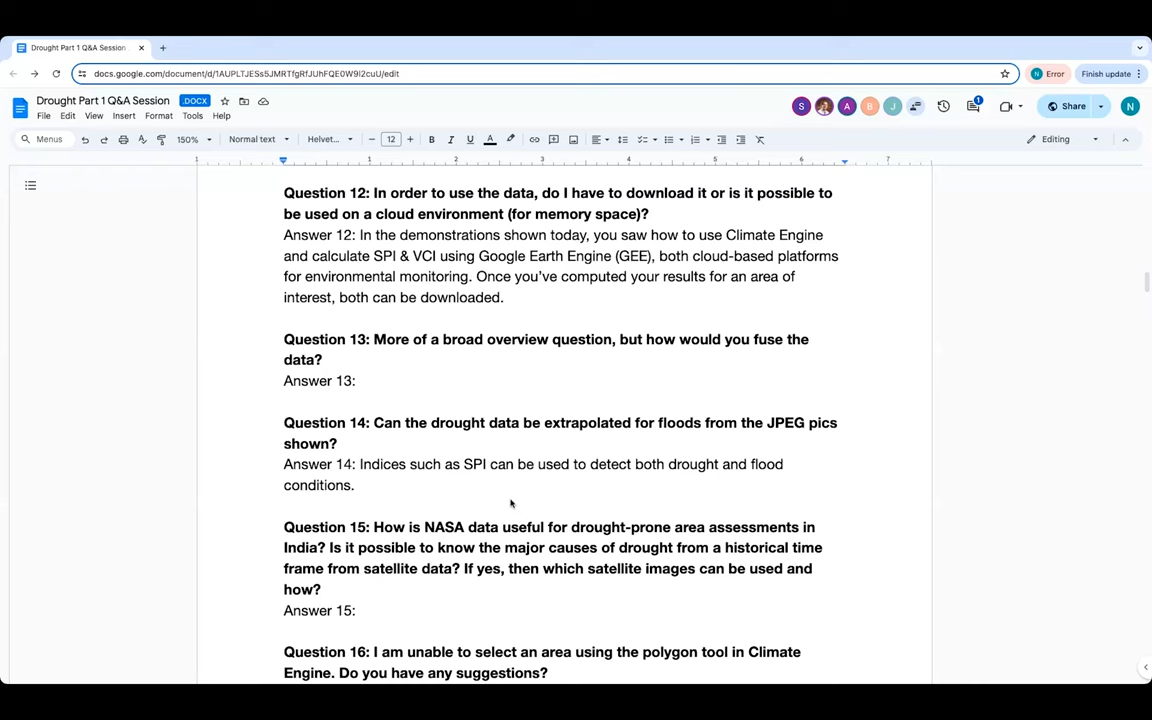 Drought Part 1 Q&A Session
docs.google.com/document/d/1AUPLTJESs5JMRTfgRfJUhFQE0W9I2cuU/edit
N Error
Finish update
Drought Part 1 Q&A Session .DOCX
File Edit View Insert Format Tools Help
S A B J 1 Share N
Menus 150% Normal text Helvet... 12 B I U A Editing
1 1 2 3 4 5 6 7
Question 12: In order to use the data, do I have to download it or is it possible to
be used on a cloud environment (for memory space)?
Answer 12: In the demonstrations shown today, you saw how to use Climate Engine
and calculate SPI & VCI using Google Earth Engine (GEE), both cloud-based platforms
for environmental monitoring. Once you’ve computed your results for an area of
interest, both can be downloaded.
Question 13: More of a broad overview question, but how would you fuse the
data?
Answer 13:
Question 14: Can the drought data be extrapolated for floods from the JPEG pics
shown?
Answer 14: Indices such as SPI can be used to detect both drought and flood
conditions.
Question 15: How is NASA data useful for drought-prone area assessments in
India? Is it possible to know the major causes of drought from a historical time
frame from satellite data? If yes, then which satellite images can be used and
how?
Answer 15:
Question 16: I am unable to select an area using the polygon tool in Climate
Engine. Do you have any suggestions?